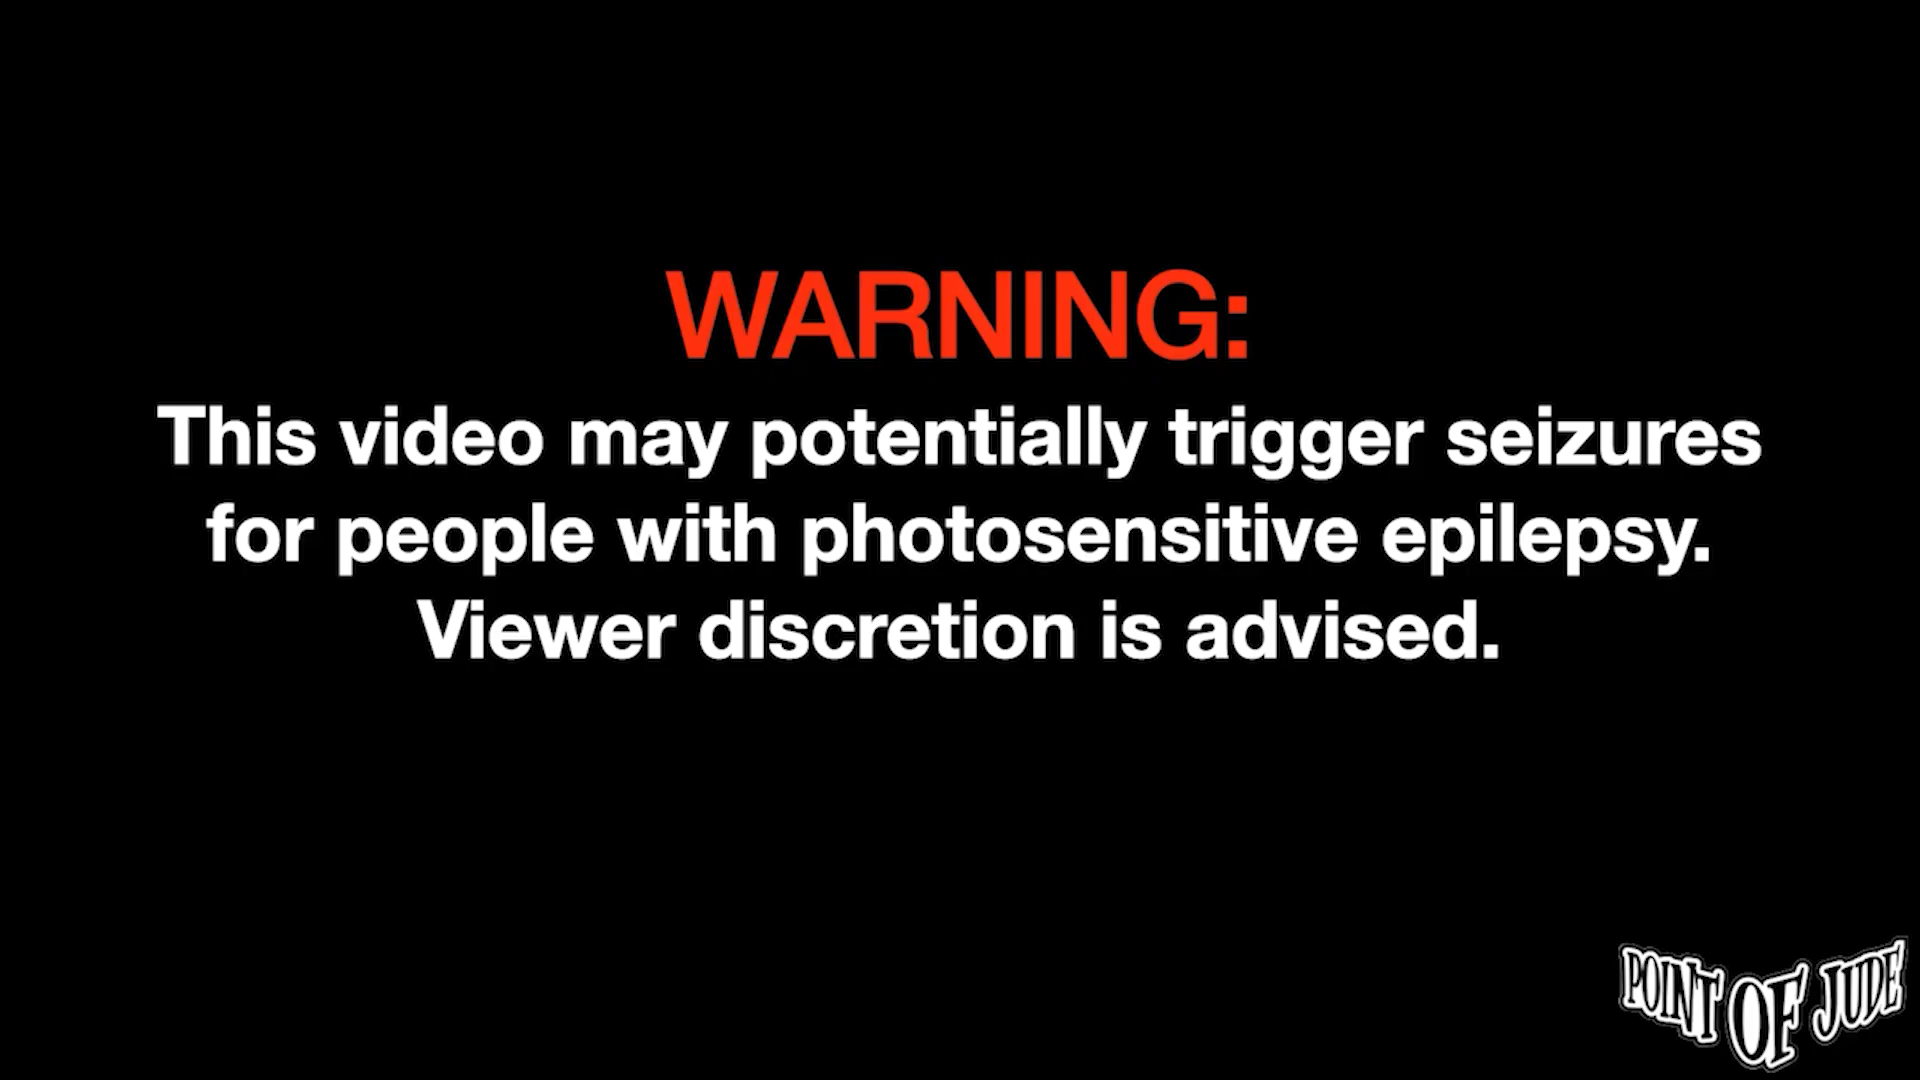 WARNING:
This video may potentially trigger seizures
for people with photosensitive epilepsy.
Viewer discretion is advised.
POINT OF JUDE